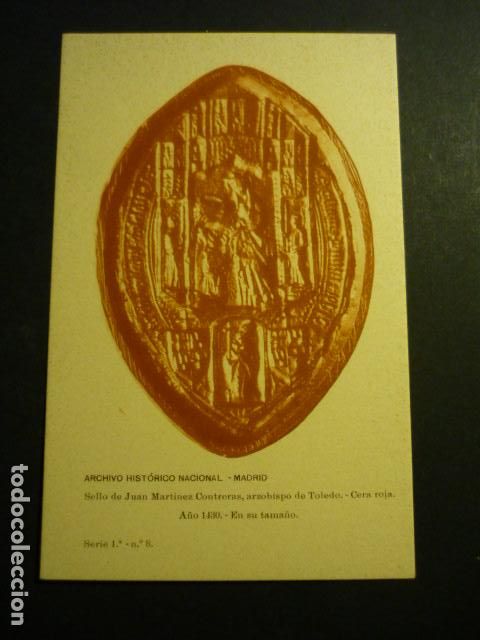 ARCHIVO HISTÓRICO NACIONAL - MADRID
Sello de Juan Martinez Contreras, arzobispo de Toledo. - Cera roja.
Año 1430. - En su tamaño.
Serie 1.ª - n.º 8.
todocoleccion